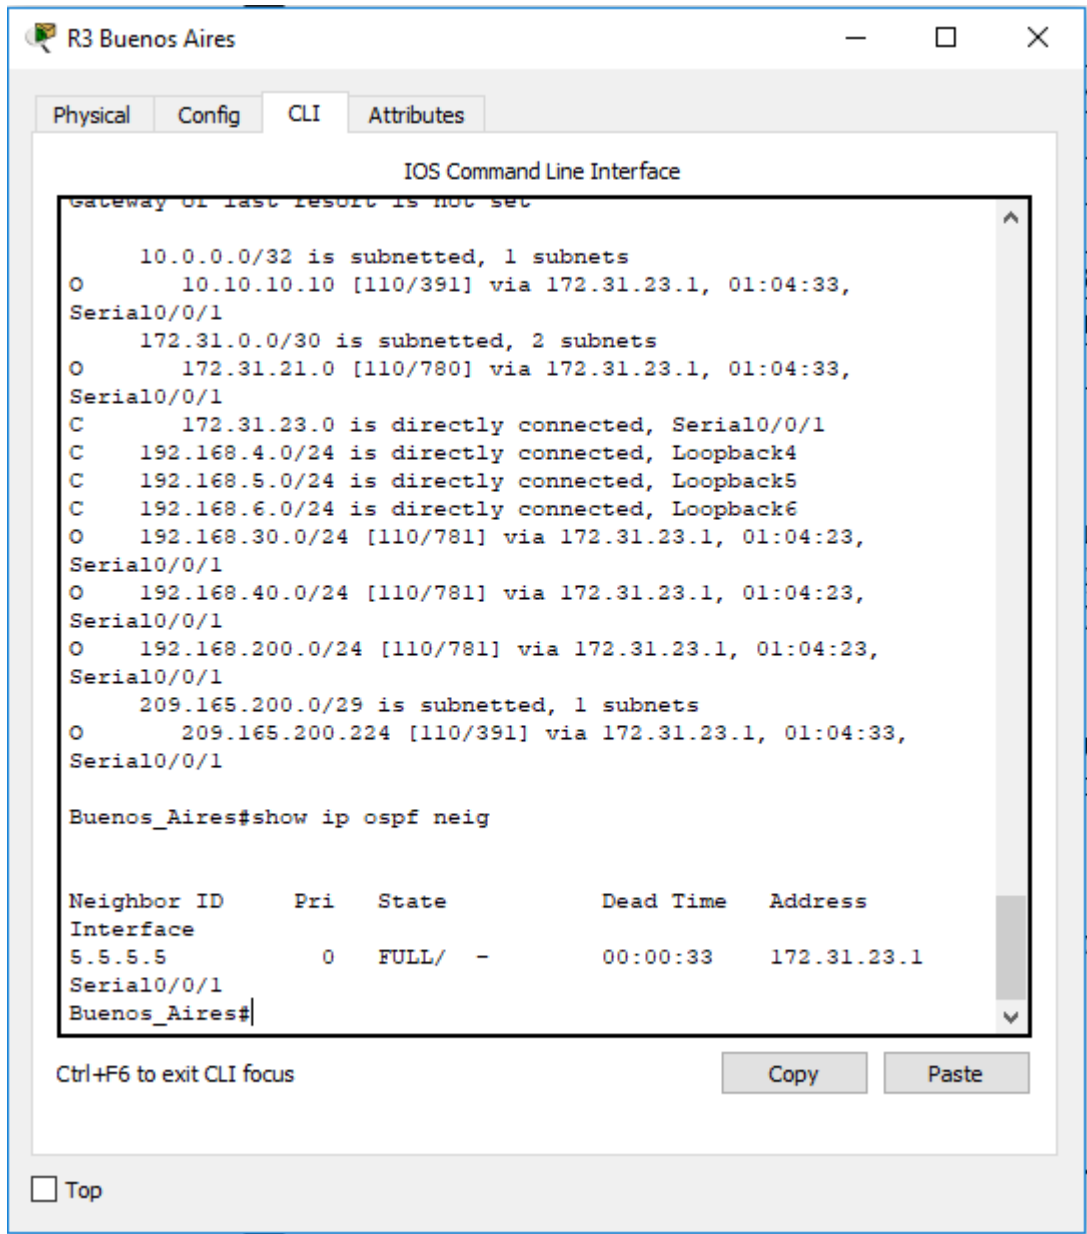 R3 Buenos Aires
Physical Config CLI Attributes
IOS Command Line Interface
Gateway of last resort is not set
10.0.0.0/32 is subnetted, 1 subnets
O 10.10.10.10 [110/391] via 172.31.23.1, 01:04:33,
Serial0/0/1
172.31.0.0/30 is subnetted, 2 subnets
O 172.31.21.0 [110/780] via 172.31.23.1, 01:04:33,
Serial0/0/1
C 172.31.23.0 is directly connected, Serial0/0/1
C 192.168.4.0/24 is directly connected, Loopback4
C 192.168.5.0/24 is directly connected, Loopback5
C 192.168.6.0/24 is directly connected, Loopback6
O 192.168.30.0/24 [110/781] via 172.31.23.1, 01:04:23,
Serial0/0/1
O 192.168.40.0/24 [110/781] via 172.31.23.1, 01:04:23,
Serial0/0/1
O 192.168.200.0/24 [110/781] via 172.31.23.1, 01:04:23,
Serial0/0/1
209.165.200.0/29 is subnetted, 1 subnets
O 209.165.200.224 [110/391] via 172.31.23.1, 01:04:33,
Serial0/0/1
Buenos_Aires#show ip ospf neig
Neighbor ID Pri State Dead Time Address
Interface
5.5.5.5 0 FULL/ - 00:00:33 172.31.23.1
Serial0/0/1
Buenos_Aires#
Ctrl+F6 to exit CLI focus Copy Paste
Top